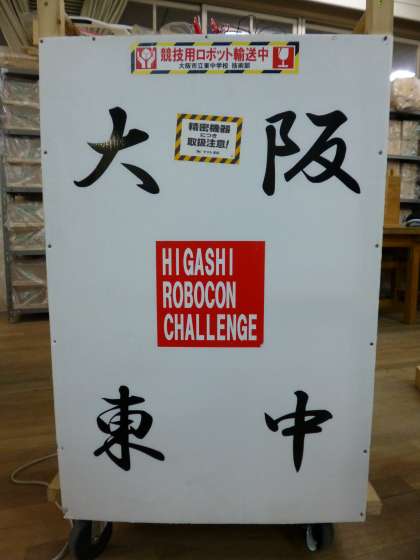 競技用ロボット輸送中
大阪市立東中学校 技術部
大 阪
精密機器
につき
取扱注意!
HIGASHI
ROBOCON
CHALLENGE
東 中